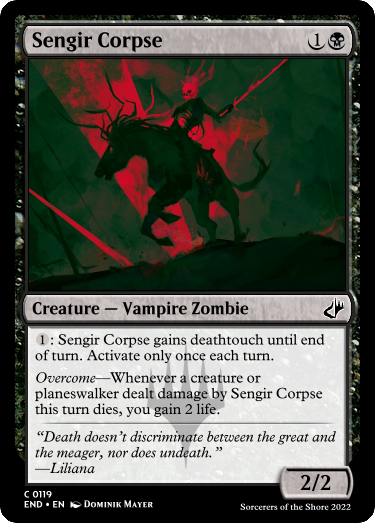 Sengir Corpse 1
Creature — Vampire Zombie
1 : Sengir Corpse gains deathtouch until end
of turn. Activate only once each turn.
Overcome—Whenever a creature or
planeswalker dealt damage by Sengir Corpse
this turn dies, you gain 2 life.
“Death doesn’t discriminate between the great and
the meager, nor does undeath.”
—Liliana
2/2
C 0119
END • EN Dominik Mayer
Sorcerers of the Shore 2022